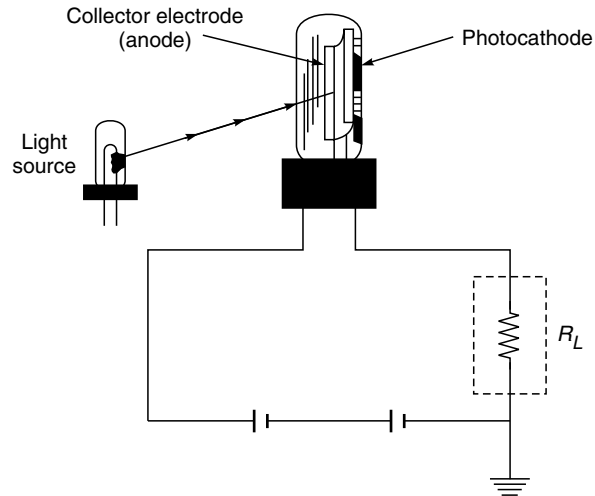 Collector electrode
(anode)
Photocathode
Light
source
R_L